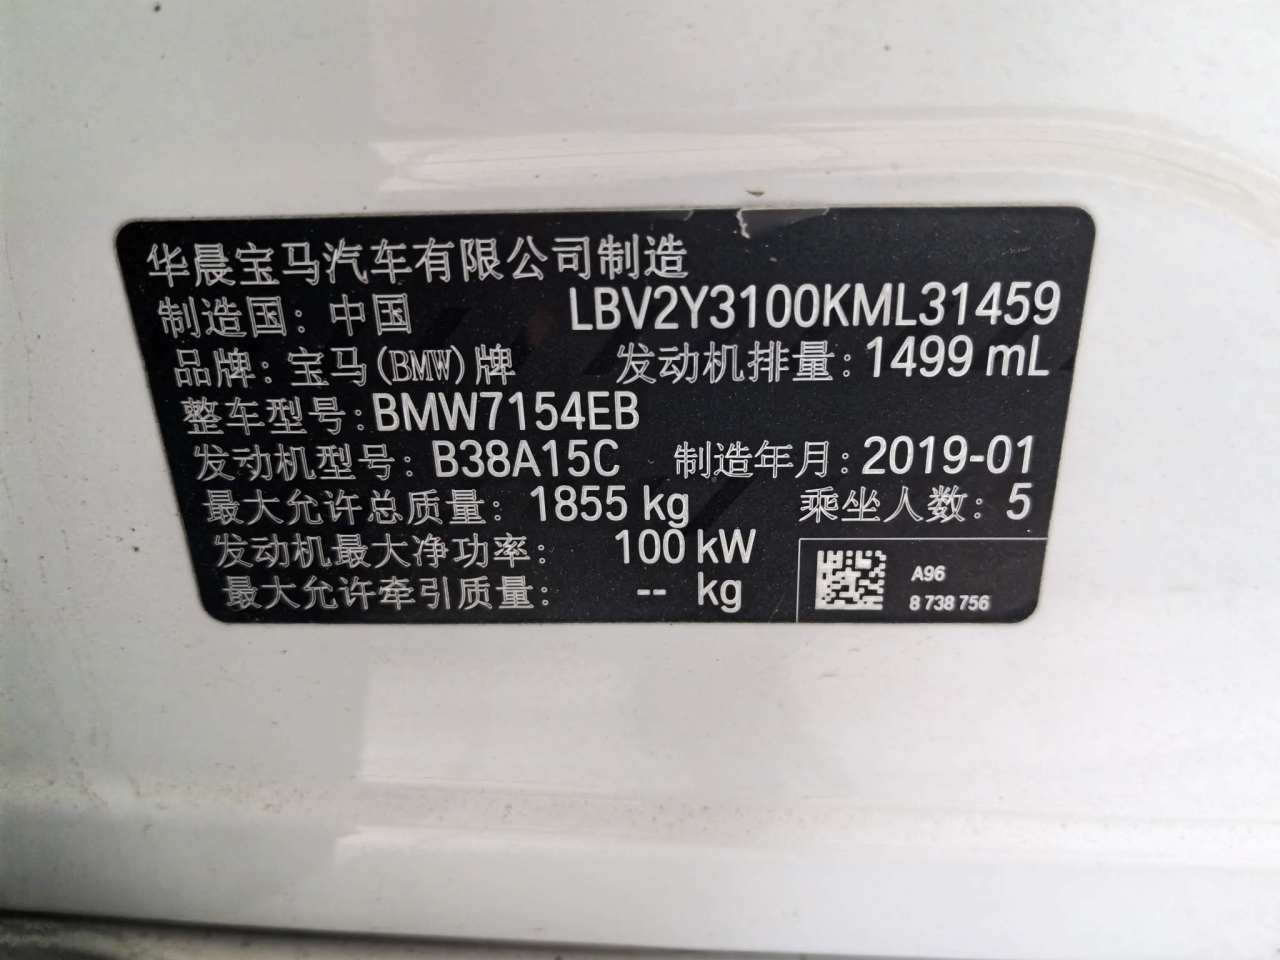 华晨宝马汽车有限公司制造
制造国: 中国 LBV2Y3100KML31459
品牌: 宝马(BMW)牌 发动机排量: 1499 mL
整车型号: BMW7154EB
发动机型号: B38A15C 制造年月: 2019-01
最大允许总质量: 1855 kg 乘坐人数: 5
发动机最大净功率: 100 kW
最大允许牵引质量: -- kg
A96
8 738 756